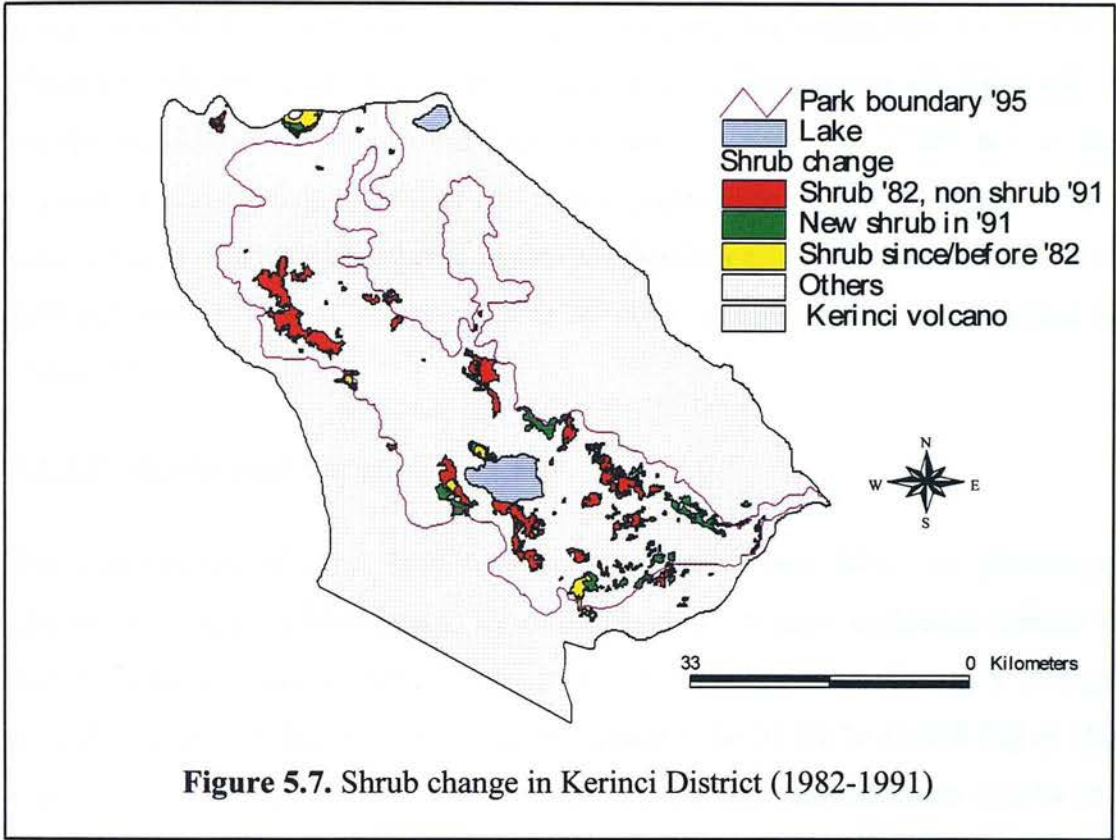 Park boundary '95
Lake
Shrub change
Shrub '82, non shrub '91
New shrub in '91
Shrub since/before '82
Others
Kerinci volcano
N
W E
S
33 0 Kilometers
Figure 5.7. Shrub change in Kerinci District (1982-1991)